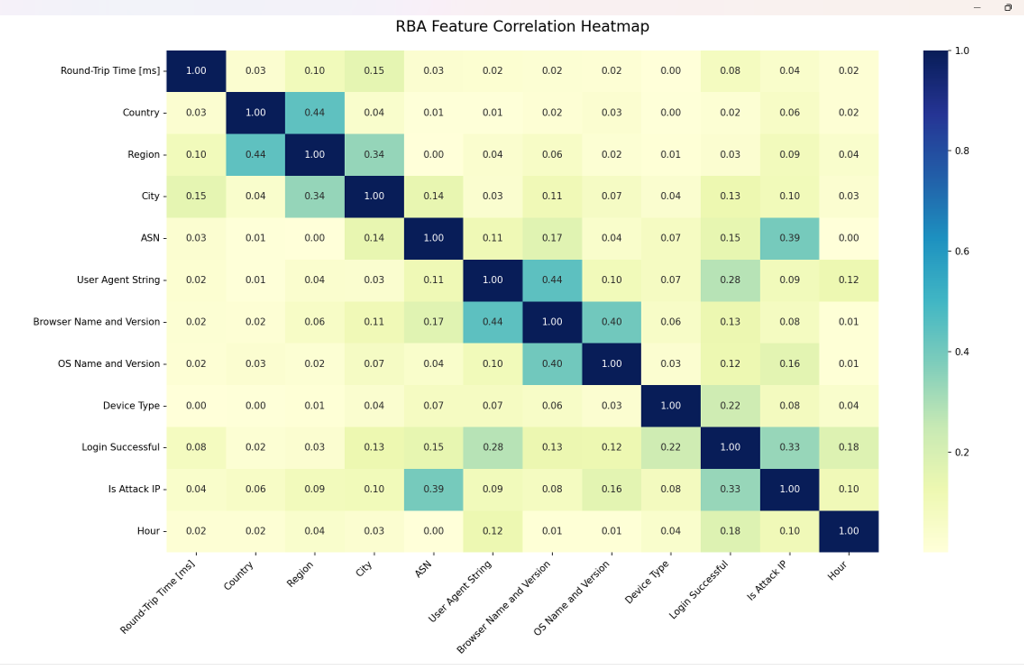 RBA Feature Correlation Heatmap
Round-Trip Time [ms] 1.00 0.03 0.10 0.15 0.03 0.02 0.02 0.02 0.00 0.08 0.04 0.02
Country 0.03 1.00 0.44 0.04 0.01 0.01 0.02 0.03 0.00 0.02 0.06 0.02
Region 0.10 0.44 1.00 0.34 0.00 0.04 0.06 0.02 0.01 0.03 0.09 0.04
City 0.15 0.04 0.34 1.00 0.14 0.03 0.11 0.07 0.04 0.13 0.10 0.03
ASN 0.03 0.01 0.00 0.14 1.00 0.11 0.17 0.04 0.07 0.15 0.39 0.00
User Agent String 0.02 0.01 0.04 0.03 0.11 1.00 0.44 0.10 0.07 0.28 0.09 0.12
Browser Name and Version 0.02 0.02 0.06 0.11 0.17 0.44 1.00 0.40 0.06 0.13 0.08 0.01
OS Name and Version 0.02 0.03 0.02 0.07 0.04 0.10 0.40 1.00 0.03 0.12 0.16 0.01
Device Type 0.00 0.00 0.01 0.04 0.07 0.07 0.06 0.03 1.00 0.22 0.08 0.04
Login Successful 0.08 0.02 0.03 0.13 0.15 0.28 0.13 0.12 0.22 1.00 0.33 0.18
Is Attack IP 0.04 0.06 0.09 0.10 0.39 0.09 0.08 0.16 0.08 0.33 1.00 0.10
Hour 0.02 0.02 0.04 0.03 0.00 0.12 0.01 0.01 0.04 0.18 0.10 1.00
Round-Trip Time [ms]
Country
Region
City
ASN
User Agent String
Browser Name and Version
OS Name and Version
Device Type
Login Successful
Is Attack IP
Hour
1.0
0.8
0.6
0.4
0.2